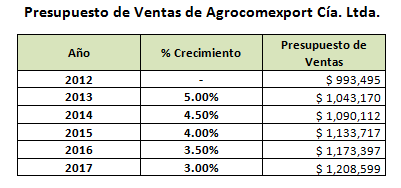 Presupuesto de Ventas de Agrocomexport Cía. Ltda.
Año % Crecimiento Presupuesto de Ventas
2012 - $ 993,495
2013 5.00% $ 1,043,170
2014 4.50% $ 1,090,112
2015 4.00% $ 1,133,717
2016 3.50% $ 1,173,397
2017 3.00% $ 1,208,599